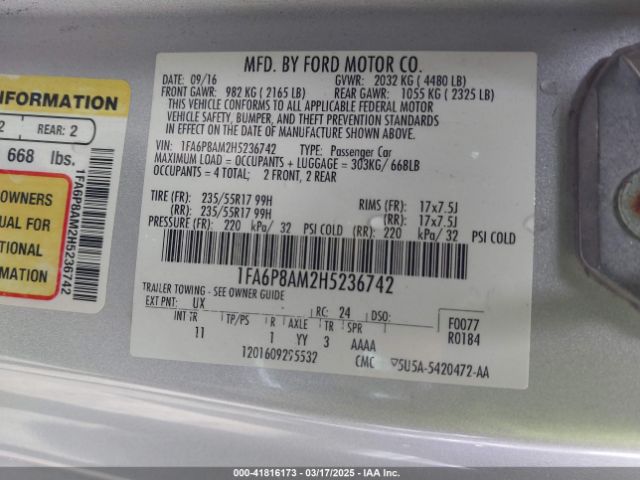 INFORMATION
2
REAR: 2
668 lbs.
OWNERS
UAL FOR
TIONAL
MATION
1FA6P8AM2H5236742
MFD. BY FORD MOTOR CO.
DATE: 09/16 GVWR: 2032 KG ( 4480 LB)
FRONT GAWR: 982 KG ( 2165 LB) REAR GAWR: 1055 KG ( 2325 LB)
THIS VEHICLE CONFORMS TO ALL APPLICABLE FEDERAL MOTOR
VEHICLE SAFETY, BUMPER, AND THEFT PREVENTION STANDARDS
IN EFFECT ON THE DATE OF MANUFACTURE SHOWN ABOVE.
VIN: 1FA6P8AM2H5236742 TYPE: Passenger Car
MAXIMUM LOAD = OCCUPANTS + LUGGAGE = 303KG/ 668LB
OCCUPANTS = 4 TOTAL; 2 FRONT, 2 REAR
TIRE (FR): 235/55R17 99H RIMS (FR): 17x7.5J
(RR): 235/55R17 99H (RR): 17x7.5J
PRESSURE (FR): 220 kPa/ 32 PSI COLD (RR): 220 kPa/ 32 PSI COLD
1FA6P8AM2H5236742
TRAILER TOWING - SEE OWNER GUIDE
EXT PNT: UX RC: 24 DSO:
INT TR TP/PS R AXLE TR SPR
11 1 YY 3 AAAA
F0077
R0184
1201609295532 CMC 5U5A-5420472-AA
00-41816173 — 03/17/2025 — IAA Inc.